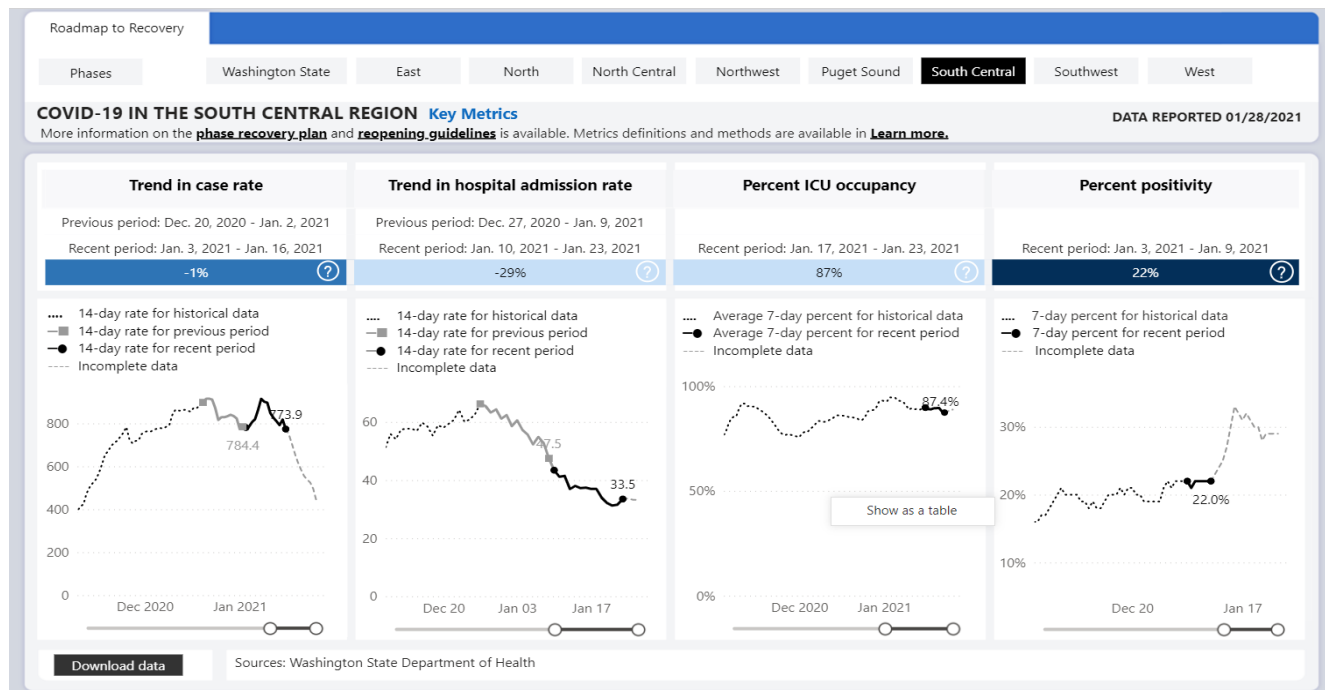 Roadmap to Recovery
Phases
Washington State
East
North
North Central
Northwest
Puget Sound
South Central
Southwest
West
COVID-19 IN THE SOUTH CENTRAL REGION Key Metrics
DATA REPORTED 01/28/2021
More information on the phase recovery plan and reopening guidelines is available. Metrics definitions and methods are available in Learn more.
Trend in case rate
Previous period: Dec. 20, 2020 - Jan. 2, 2021
Recent period: Jan. 3, 2021 - Jan. 16, 2021
-1% ?
.... 14-day rate for historical data
14-day rate for previous period
14-day rate for recent period
---- Incomplete data
800
600
400
200
0
784.4
773.9
Dec 2020
Jan 2021
Trend in hospital admission rate
Previous period: Dec. 27, 2020 - Jan. 9, 2021
Recent period: Jan. 10, 2021 - Jan. 23, 2021
-29% ?
.... 14-day rate for historical data
14-day rate for previous period
14-day rate for recent period
---- Incomplete data
60
40
20
0
47.5
33.5
Dec 20
Jan 03
Jan 17
Percent ICU occupancy
Recent period: Jan. 17, 2021 - Jan. 23, 2021
87% ?
.... Average 7-day percent for historical data
Average 7-day percent for recent period
---- Incomplete data
100%
50%
0%
87.4%
Show as a table
Dec 2020
Jan 2021
Percent positivity
Recent period: Jan. 3, 2021 - Jan. 9, 2021
22% ?
.... 7-day percent for historical data
7-day percent for recent period
---- Incomplete data
30%
20%
10%
22.0%
Dec 20
Jan 17
Download data
Sources: Washington State Department of Health